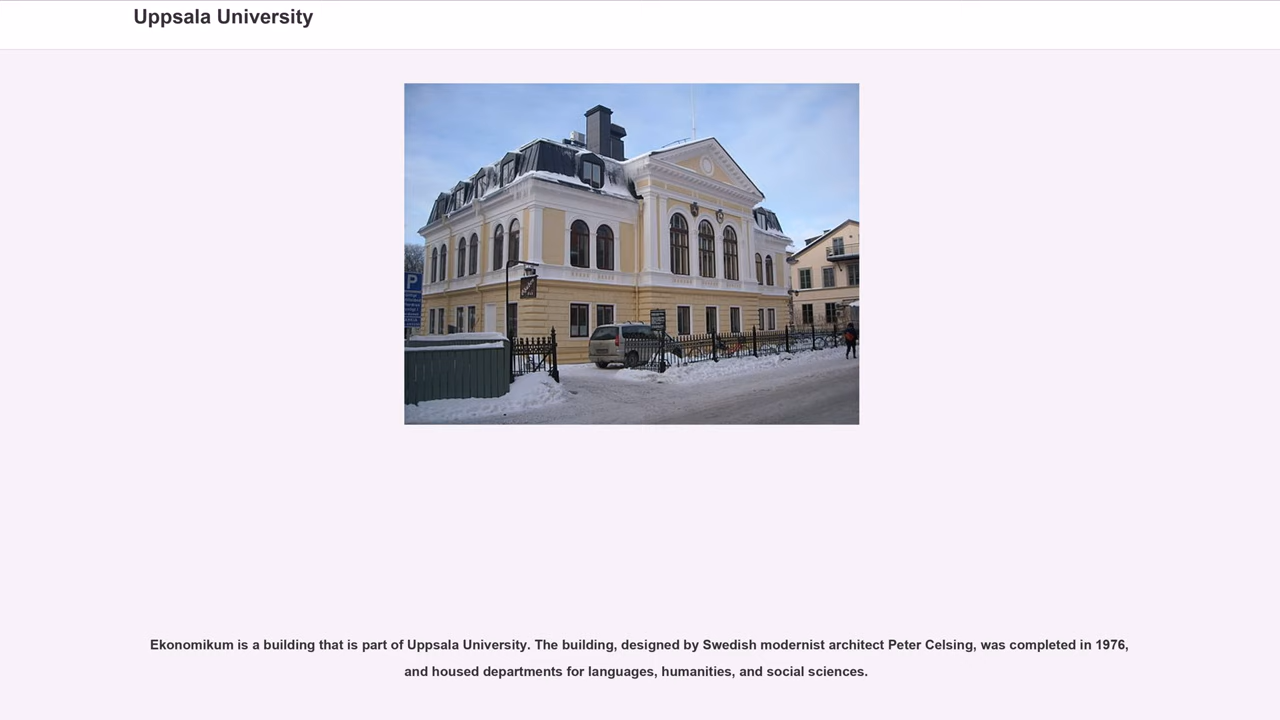 Uppsala University
P
Ekonomikum is a building that is part of Uppsala University. The building, designed by Swedish modernist architect Peter Celsing, was completed in 1976,
and housed departments for languages, humanities, and social sciences.